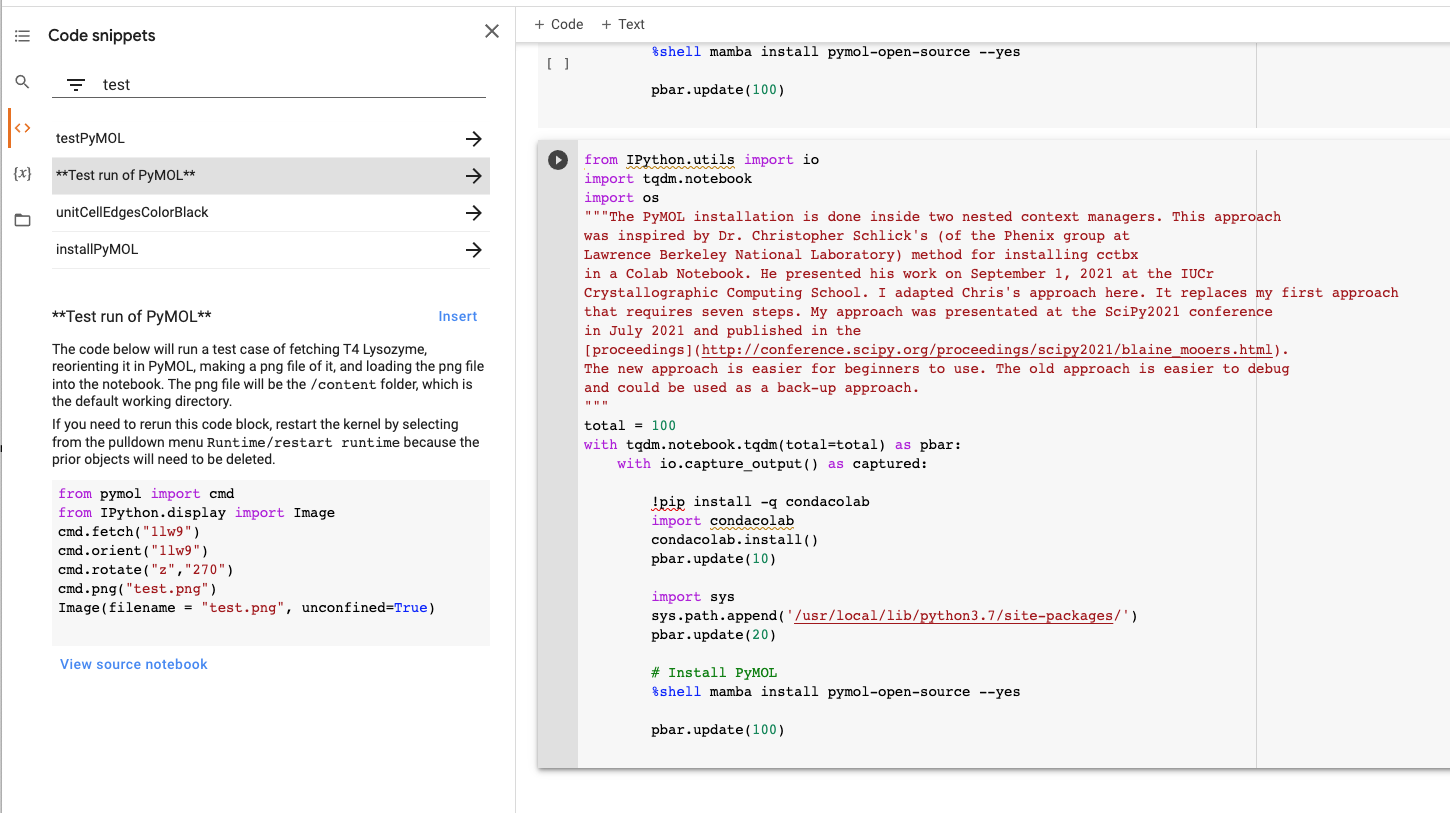 Code snippets
test
testPyMOL
**Test run of PyMOL**
unitCellEdgesColorBlack
installPyMOL
**Test run of PyMOL**
Insert
The code below will run a test case of fetching T4 Lysozyme,
reorienting it in PyMOL, making a png file of it, and loading the png file
into the notebook. The png file will be the /content folder, which is
the default working directory.
If you need to rerun this code block, restart the kernel by selecting
from the pulldown menu Runtime/restart runtime because the
prior objects will need to be deleted.
from pymol import cmd
from IPython.display import Image
cmd.fetch("1lw9")
cmd.orient("1lw9")
cmd.rotate("z","270")
cmd.png("test.png")
Image(filename = "test.png", unconfined=True)
View source notebook
+ Code + Text
%shell mamba install pymol-open-source --yes
[ ]
pbar.update(100)
from IPython.utils import io
import tqdm.notebook
import os
"""The PyMOL installation is done inside two nested context managers. This approach
was inspired by Dr. Christopher Schlick's (of the Phenix group at
Lawrence Berkeley National Laboratory) method for installing cctbx
in a Colab Notebook. He presented his work on September 1, 2021 at the IUCr
Crystallographic Computing School. I adapted Chris's approach here. It replaces my first approach
that requires seven steps. My approach was presentated at the SciPy2021 conference
in July 2021 and published in the
[proceedings](http://conference.scipy.org/proceedings/scipy2021/blaine_mooers.html).
The new approach is easier for beginners to use. The old approach is easier to debug
and could be used as a back-up approach.
"""
total = 100
with tqdm.notebook.tqdm(total=total) as pbar:
with io.capture_output() as captured:
!pip install -q condacolab
import condacolab
condacolab.install()
pbar.update(10)
import sys
sys.path.append('/usr/local/lib/python3.7/site-packages/')
pbar.update(20)
# Install PyMOL
%shell mamba install pymol-open-source --yes
pbar.update(100)